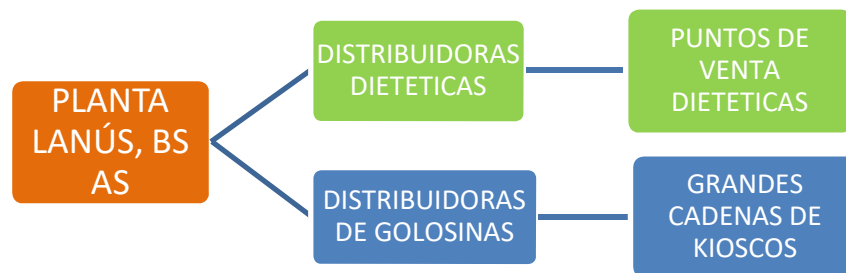 PLANTA
LANÚS, BS
AS
DISTRIBUIDORAS
DIETETICAS
PUNTOS DE
VENTA
DIETETICAS
DISTRIBUIDORAS
DE GOLOSINAS
GRANDES
CADENAS DE
KIOSCOS